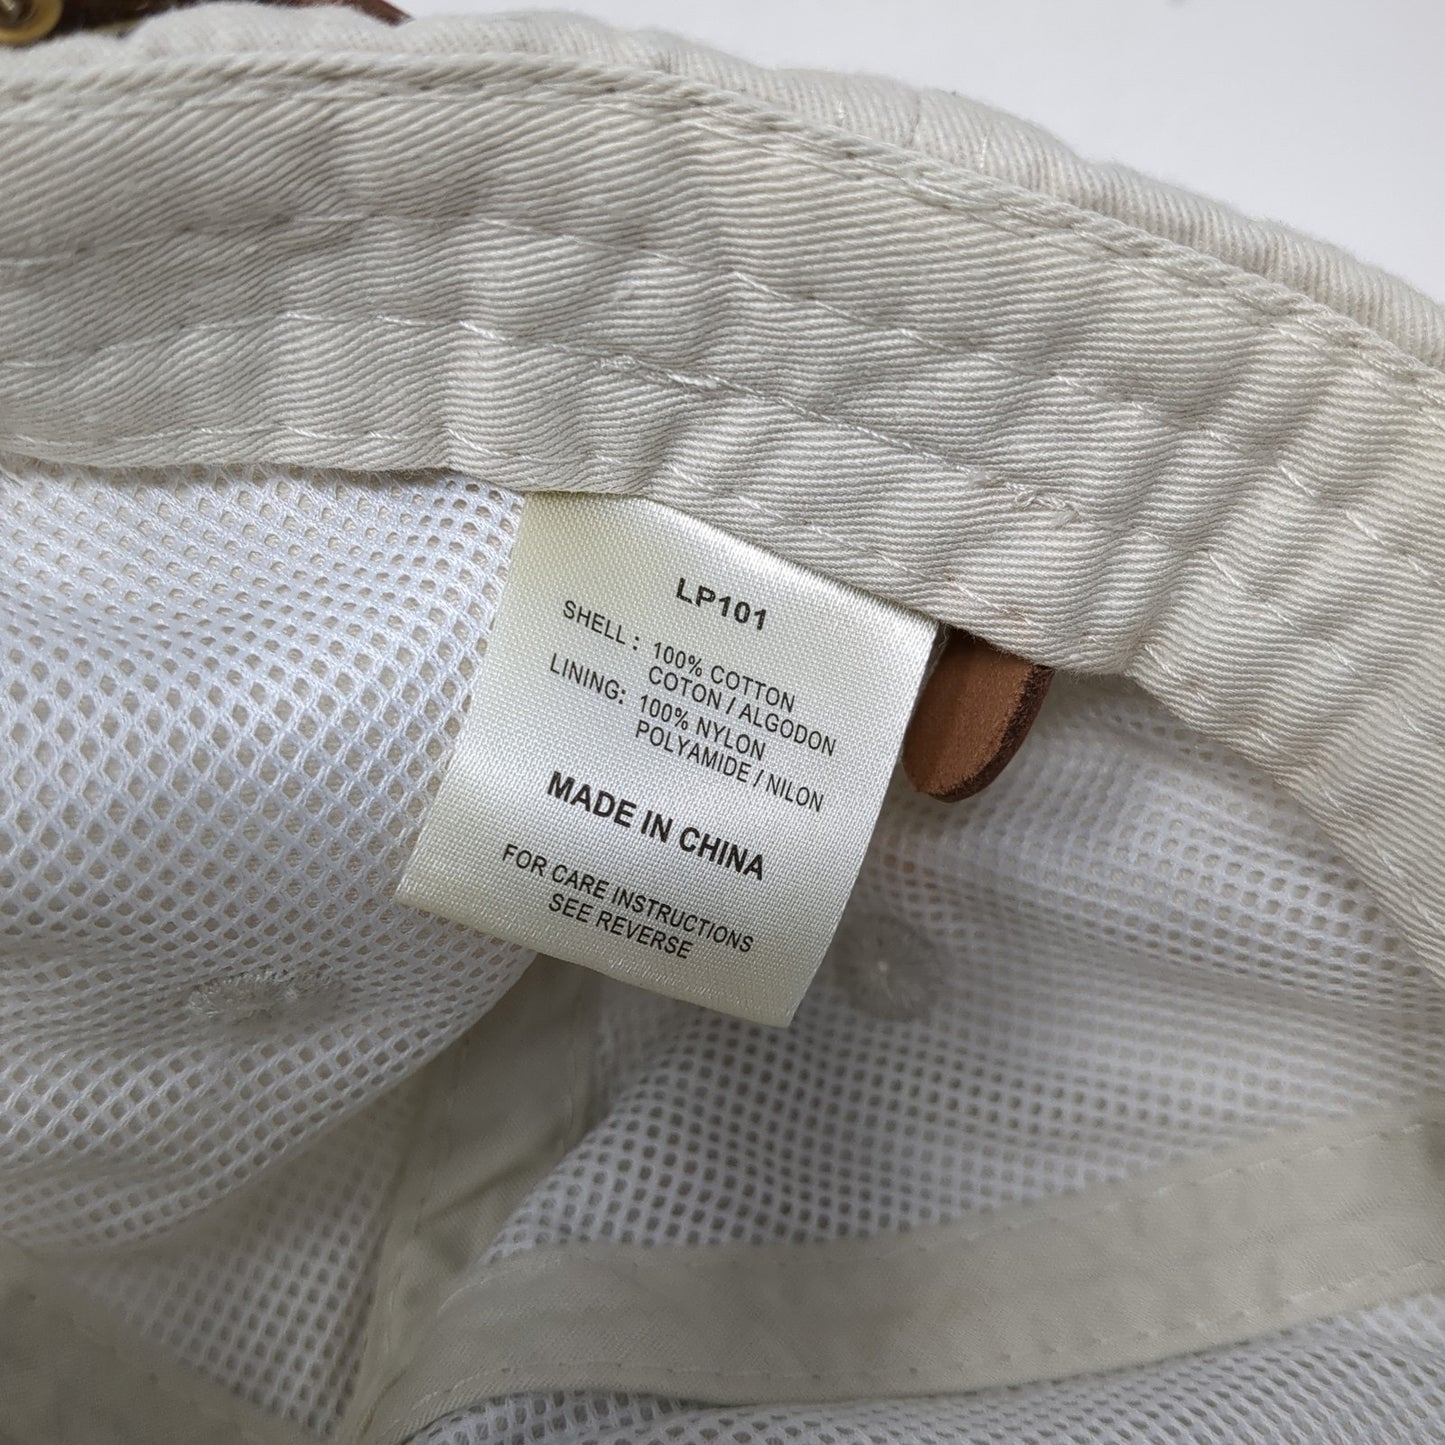 LP101
SHELL : 100% COTTON
COTON / ALGODON
LINING: 100% NYLON
POLYAMIDE / NILON
MADE IN CHINA
FOR CARE INSTRUCTIONS
SEE REVERSE